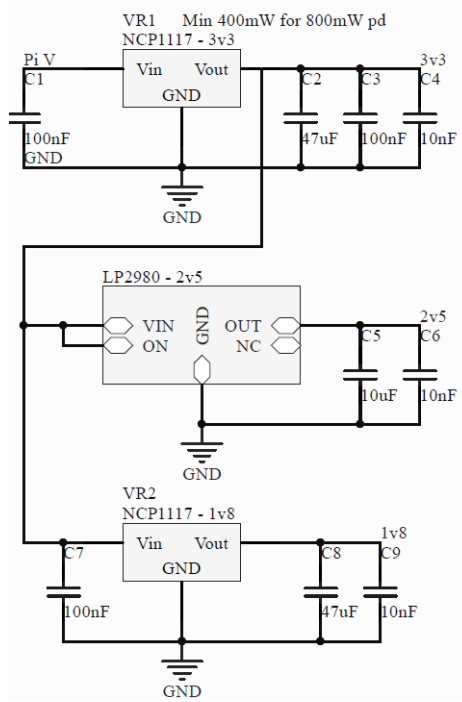 VR1 Min 400mW for 800mW pd
NCP1117 - 3v3
Pi V
C1
Vin Vout
GND
3v3
C2 C3 C4
100nF
47uF 100nF 10nF
GND
GND
LP2980 - 2v5
VIN
ON
GND
OUT
NC
2v5
C5 C6
10uF 10nF
GND
VR2
NCP1117 - 1v8
Vin Vout
GND
1v8
C7 C8 C9
100nF 47uF 10nF
GND